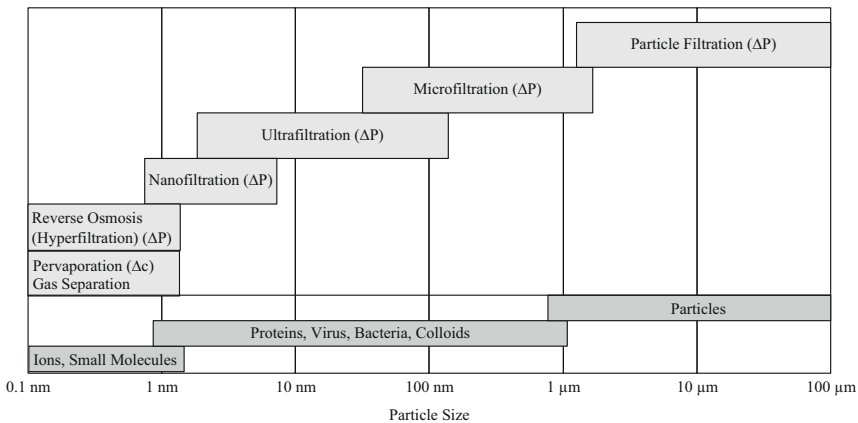 Particle Filtration (ΔP)
Microfiltration (ΔP)
Ultrafiltration (ΔP)
Nanofiltration (ΔP)
Reverse Osmosis
(Hyperfiltration) (ΔP)
Pervaporation (Δc)
Gas Separation
Particles
Proteins, Virus, Bacteria, Colloids
Ions, Small Molecules
0.1 nm 1 nm 10 nm 100 nm 1 µm 10 µm 100 µm
Particle Size